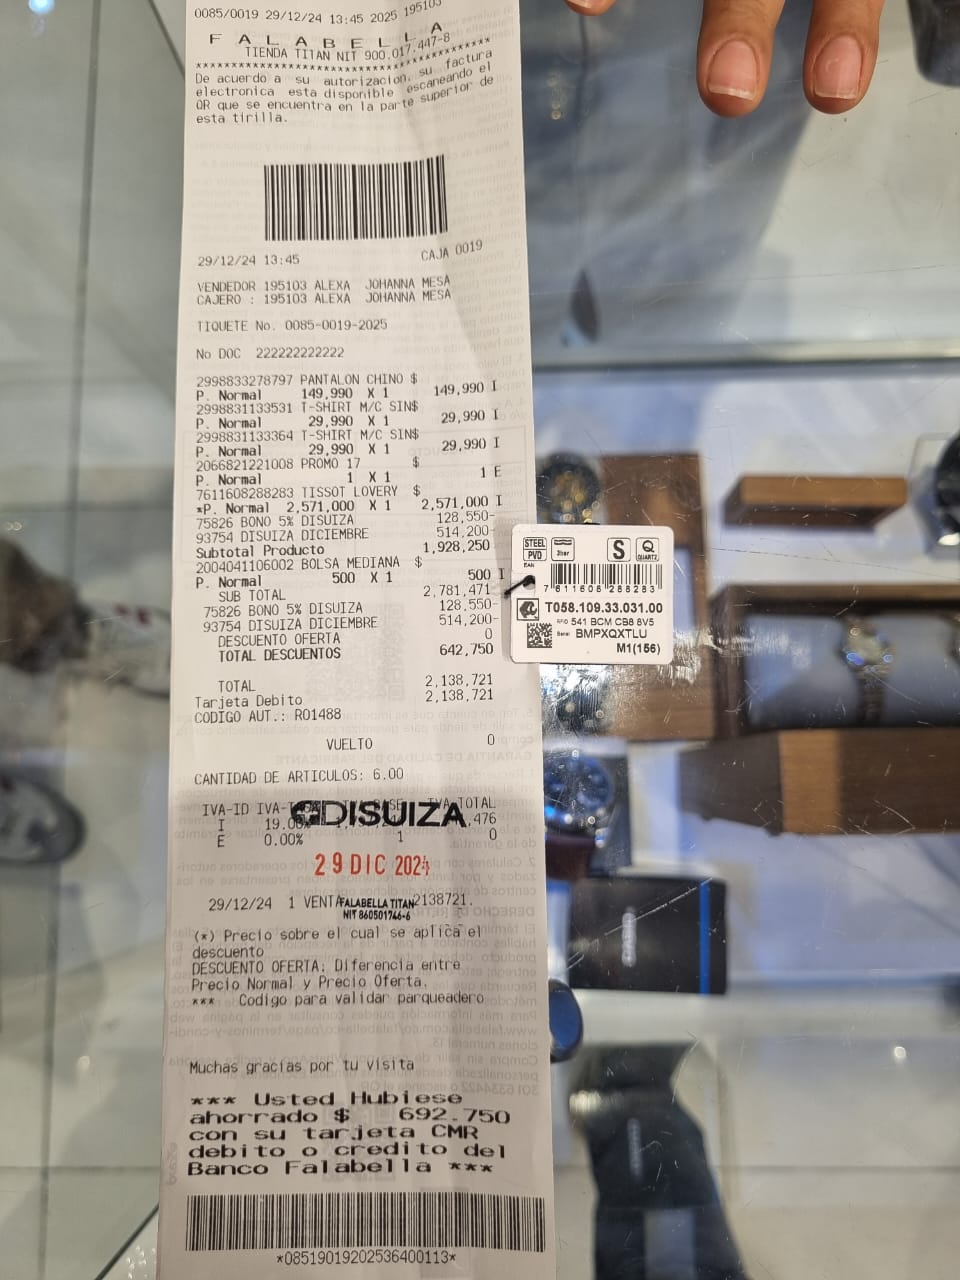 0085/0019 29/12/24 13:45 2025 195103
F A L A B E L L A
TIENDA TITAN NIT 900.017.447-8
****************************************
De acuerdo a su autorizacion, su factura
electronica esta disponible escaneando el
QR que se encuentra en la parte superior de
esta tirilla.
29/12/24 13:45 CAJA 0019
VENDEDOR 195103 ALEXA JOHANNA MESA
CAJERO : 195103 ALEXA JOHANNA MESA
TIQUETE No. 0085-0019-2025
No DOC 222222222222
2998833278797 PANTALON CHINO $
P. Normal 149,990 X 1 149,990 I
2998831133531 T-SHIRT M/C SIN$
P. Normal 29,990 X 1 29,990 I
2998831133364 T-SHIRT M/C SIN$
P. Normal 29,990 X 1 29,990 I
2066821221008 PROMO 17 $
P. Normal 1 X 1 1 E
7611608288283 TISSOT LOVERY $
*P. Normal 2,571,000 X 1 2,571,000 I
75826 BONO 5% DISUIZA 128,550-
93754 DISUIZA DICIEMBRE 514,200-
Subtotal Producto 1,928,250
2004041106002 BOLSA MEDIANA $
P. Normal 500 X 1 500 I
SUB TOTAL 2,781,471
75826 BONO 5% DISUIZA 128.550-
93754 DISUIZA DICIEMBRE 514,200-
DESCUENTO OFERTA 0
TOTAL DESCUENTOS 642,750
TOTAL 2,138,721
Tarjeta Debito 2,138,721
CODIGO AUT.: R01488
VUELTO 0
CANTIDAD DE ARTICULOS: 6.00
IVA-ID IVA-TASA IVA-BASE IVA TOTAL
DISUIZA
I 19.00% 476
E 0.00% 1 0
29 DIC 2024
29/12/24 1 VENTA 2138721.
FALABELLA TITAN
NIT 860501746-6
(*) Precio sobre el cual se aplica el
descuento
DESCUENTO OFERTA: Diferencia entre
Precio Normal y Precio Oferta.
*** Codigo para validar parqueadero
Muchas gracias por tu visita
*** Usted Hubiese
ahorrado $ 692.750
con su tarjeta CMR
debito o credito del
Banco Falabella ***
*08519019202536400113*
STEEL
PVD
3bar
S
Q
QUARTZ
EAN
7 611608 288283
T058.109.33.031.00
RFID 541 BCM CB8 8V5
Serial BMPXQXTLU
M1(156)